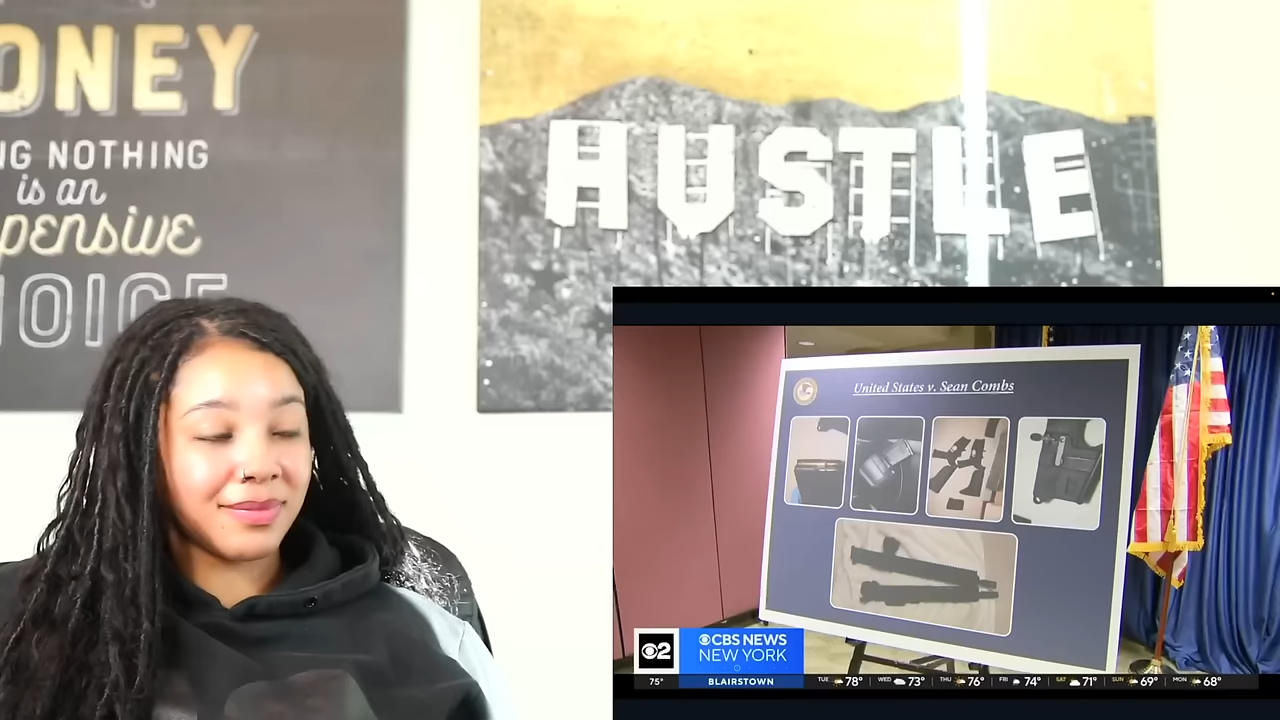 ONEY
NG NOTHING
is an
pensive
HOICE
HUSTLE
United States v. Sean Combs
2
CBS NEWS
NEW YORK
75° BLAIRSTOWN TUE 78° WED 73° THU 76° FRI 74° SAT 71° SUN 69° MON 68°